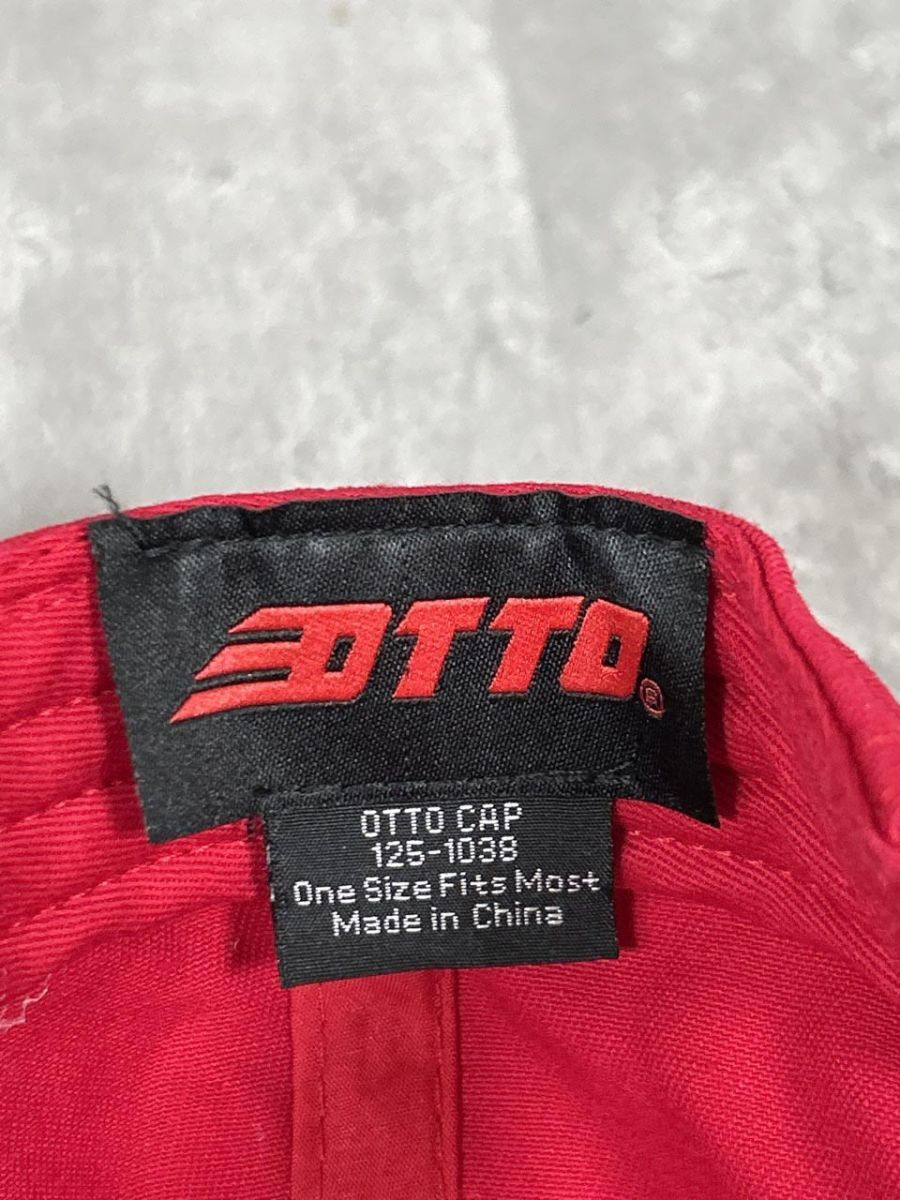 OTTO®
OTTO CAP
125-1038
One Size Fits Most
Made in China